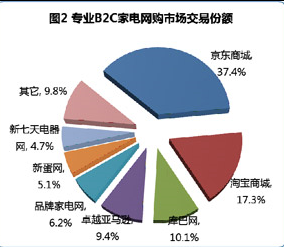 图2 专业B2C家电网购市场交易份额
京东商城,
37.4%
淘宝商城,
17.3%
库巴网,
10.1%
卓越亚马逊,
9.4%
品牌家电网,
6.2%
新蛋网,
5.1%
新七天电器
网, 4.7%
其它, 9.8%